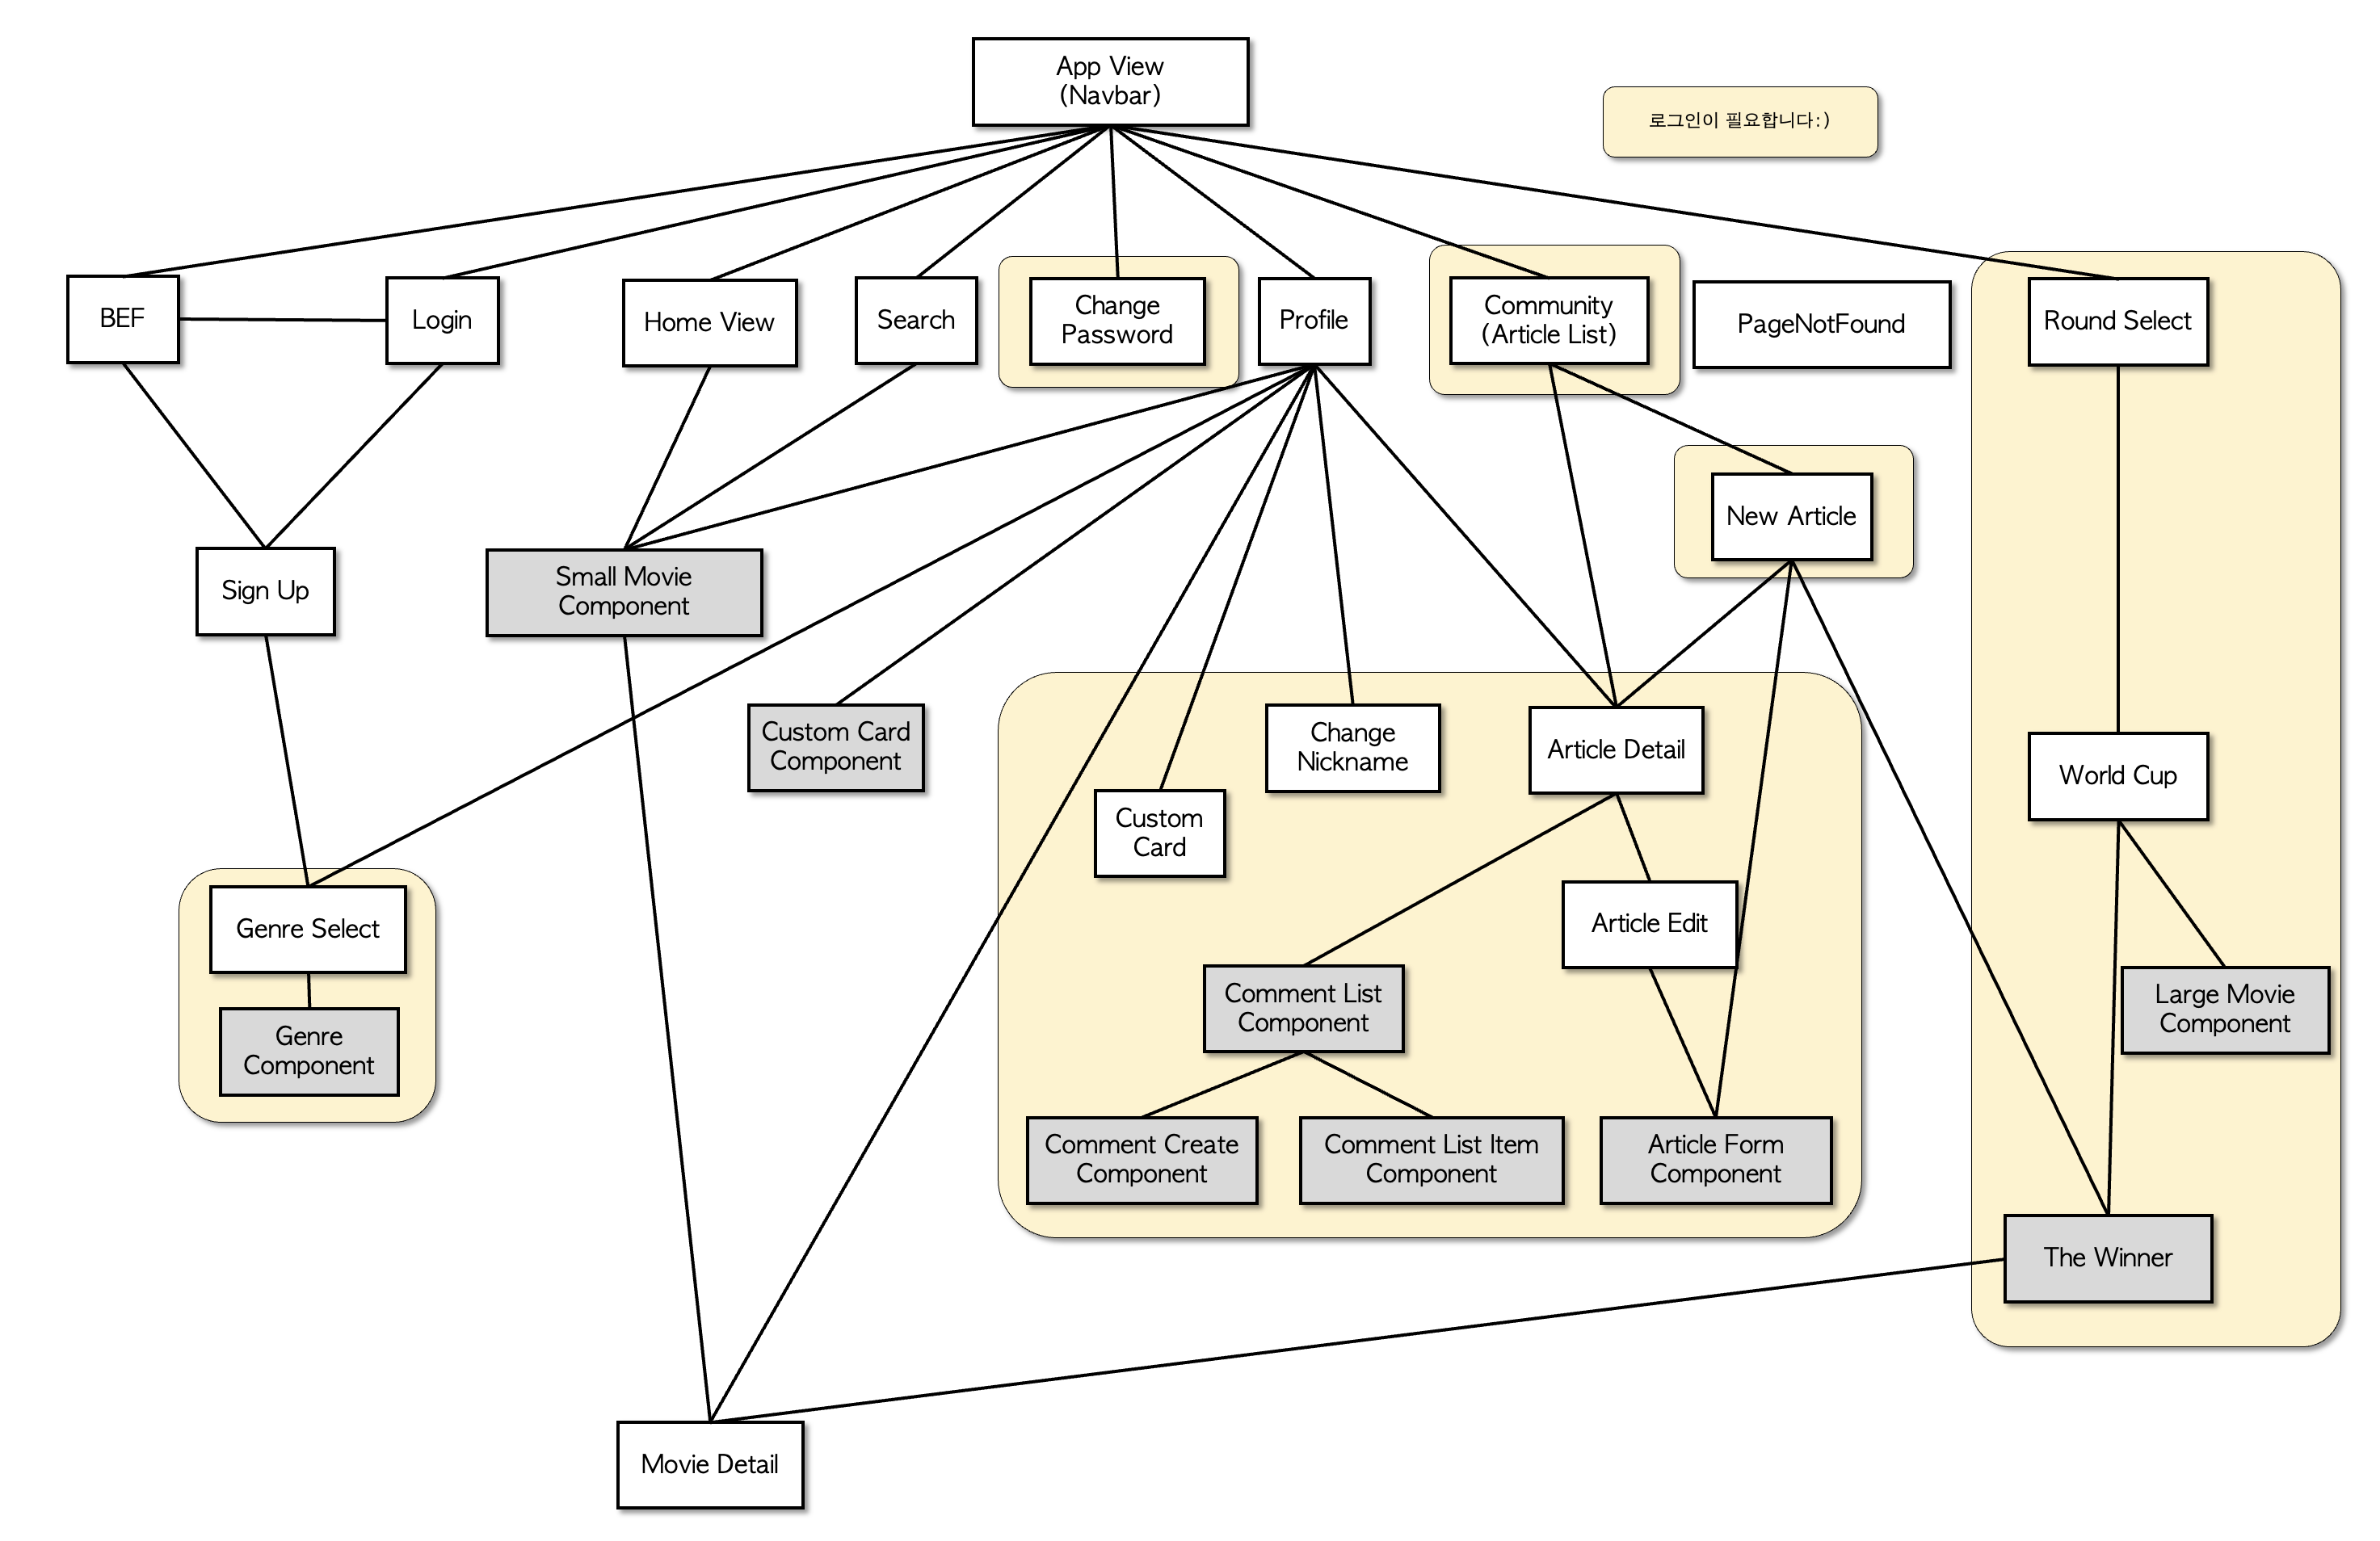 App View
(Navbar)
로그인이 필요합니다:)
BEF
Login
Home View
Search
Change
Password
Profile
Community
(Article List)
PageNotFound
Round Select
New Article
Sign Up
Small Movie
Component
Custom Card
Component
Change
Nickname
Article Detail
World Cup
Custom
Card
Genre Select
Article Edit
Comment List
Component
Large Movie
Component
Genre
Component
Comment Create
Component
Comment List Item
Component
Article Form
Component
The Winner
Movie Detail